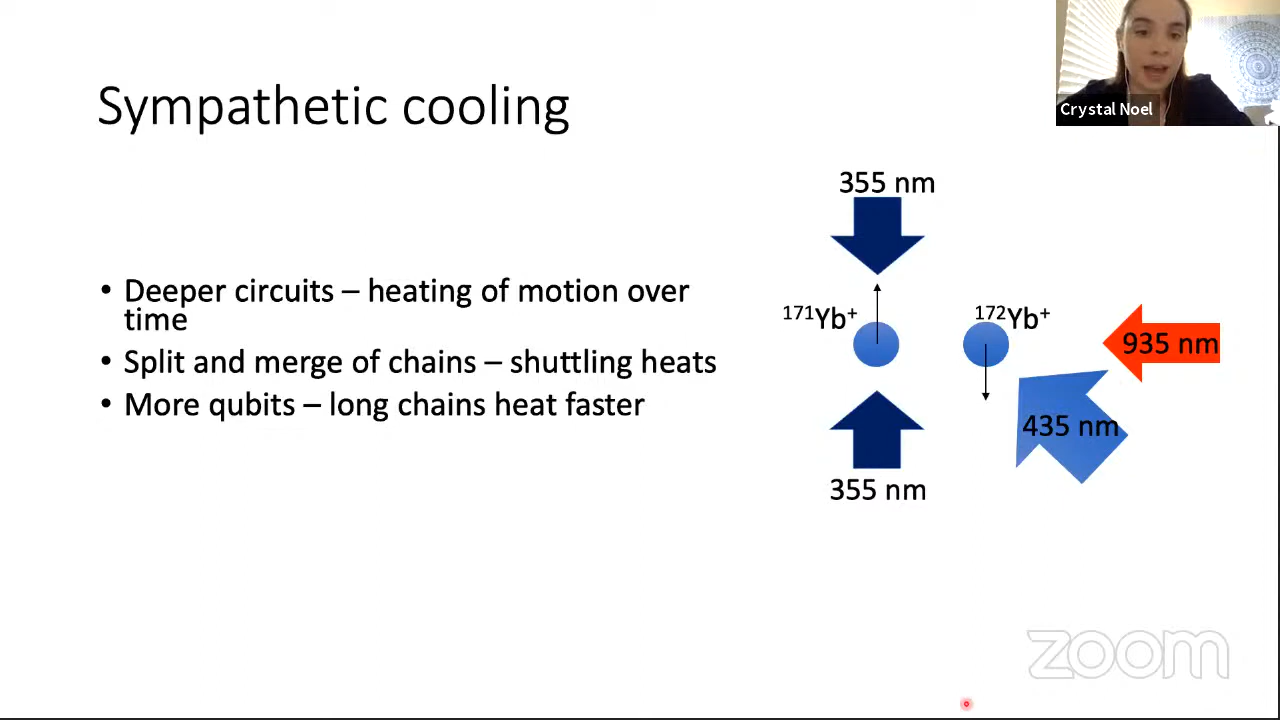 Sympathetic cooling
Crystal Noel
• Deeper circuits – heating of motion over
time
• Split and merge of chains – shuttling heats
• More qubits – long chains heat faster
355 nm
¹⁷¹Yb⁺
¹⁷²Yb⁺
935 nm
435 nm
355 nm
zoom